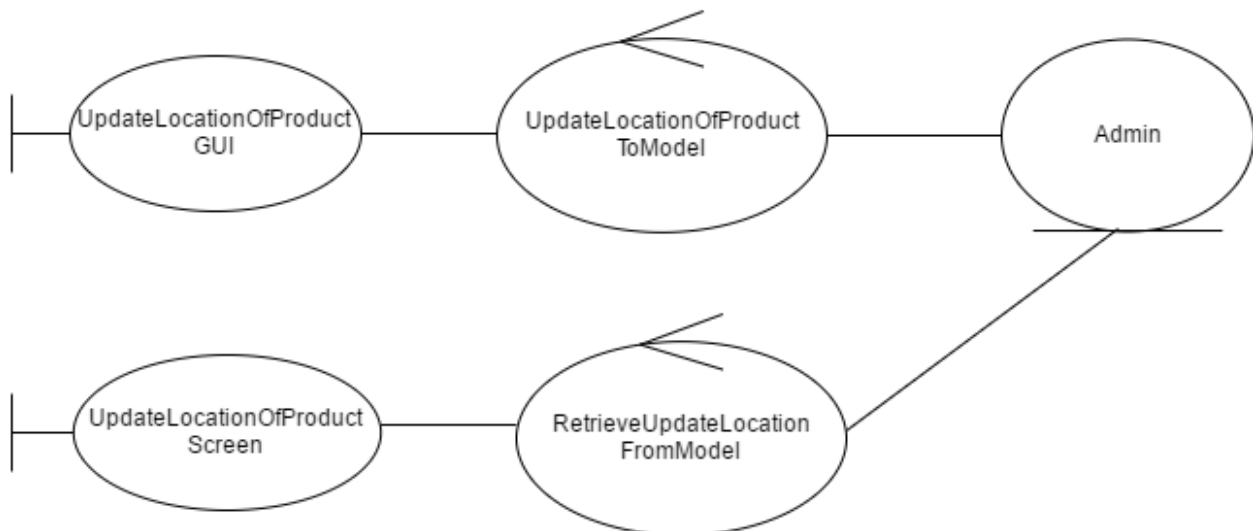 UpdateLocationOfProduct
GUI
UpdateLocationOfProduct
ToModel
Admin
UpdateLocationOfProduct
Screen
RetrieveUpdateLocation
FromModel